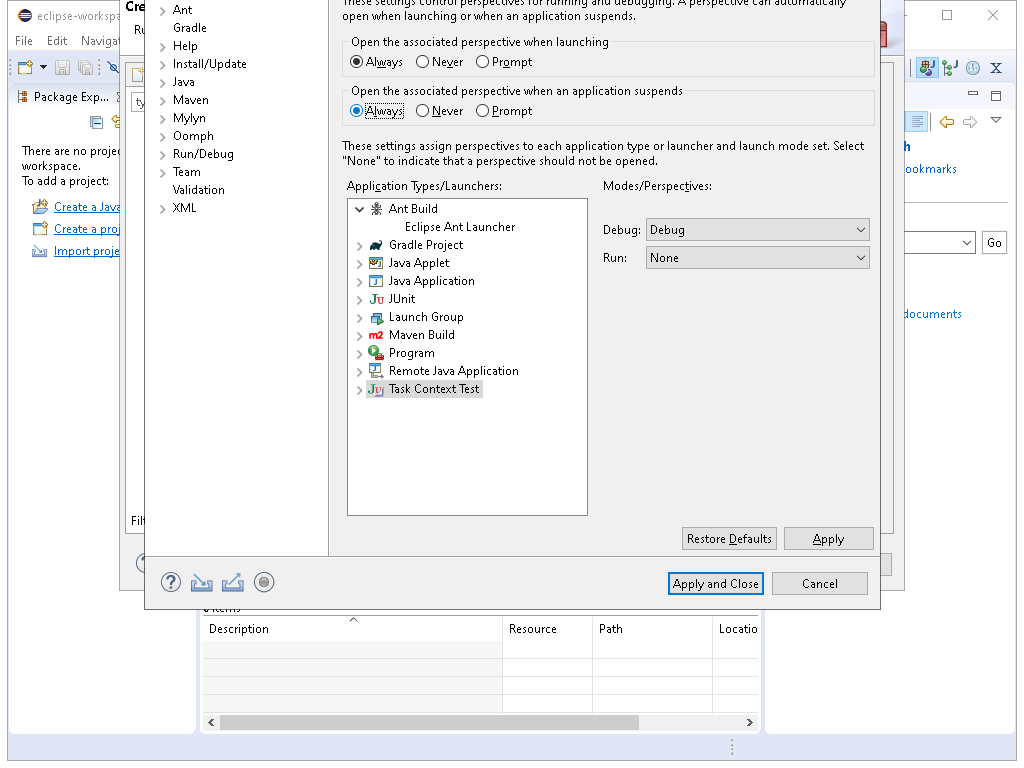 eclipse-workspa
Cre
File Edit Navigat
Ru
Package Exp...
ty
There are no projec
workspace.
To add a project:
Create a Java
Create a proj
Import proje
Filt
Ant
Gradle
Help
Install/Update
Java
Maven
Mylyn
Oomph
Run/Debug
Team
Validation
XML
These settings control perspectives for running and debugging. A perspective can automatically
open when launching or when an application suspends.
Open the associated perspective when launching
Always Never Prompt
Open the associated perspective when an application suspends
Always Never Prompt
These settings assign perspectives to each application type or launcher and launch mode set. Select
"None" to indicate that a perspective should not be opened.
Application Types/Launchers: Modes/Perspectives:
Ant Build
Eclipse Ant Launcher
Gradle Project
Java Applet
Java Application
JUnit
Launch Group
Maven Build
Program
Remote Java Application
Task Context Test
Debug: Debug
Run: None
Restore Defaults Apply
Apply and Close Cancel
h
ookmarks
Go
documents
items
Description Resource Path Locatio